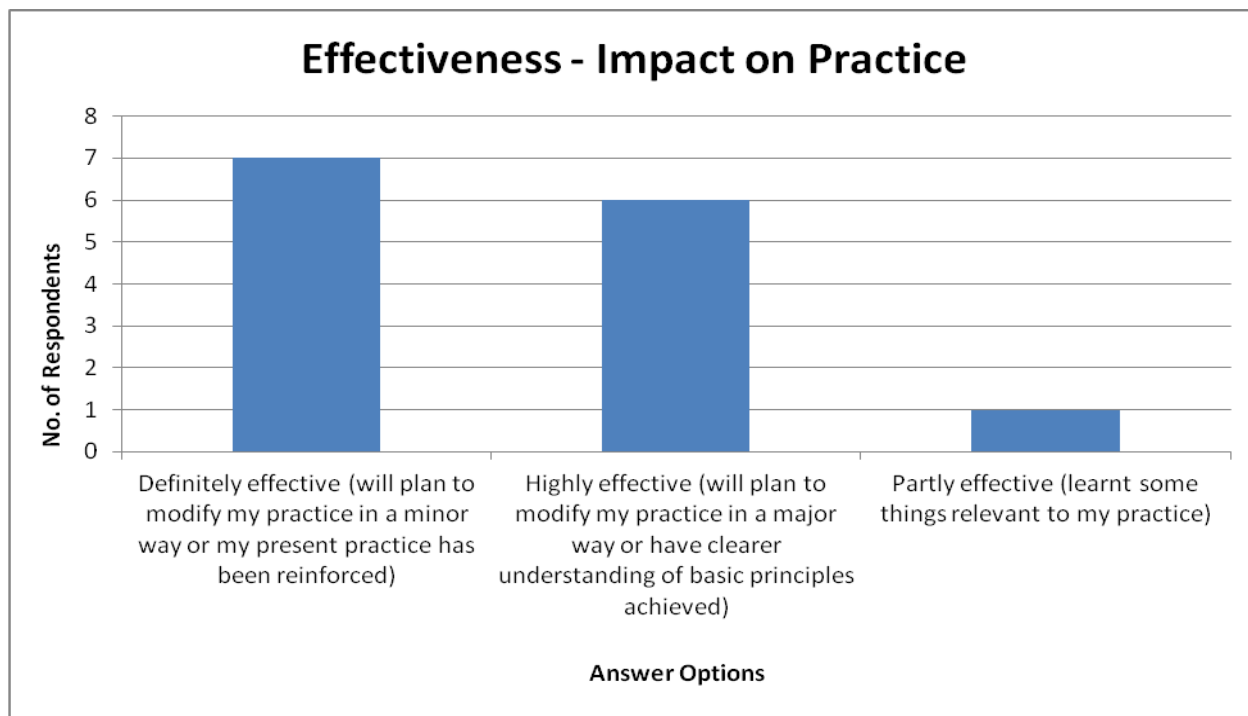 Effectiveness - Impact on Practice
8
7
6
5
4
3
2
1
0
No. of Respondents
Definitely effective (will plan to
modify my practice in a minor
way or my present practice has
been reinforced)
Highly effective (will plan to
modify my practice in a major
way or have clearer
understanding of basic principles
achieved)
Partly effective (learnt some
things relevant to my practice)
Answer Options